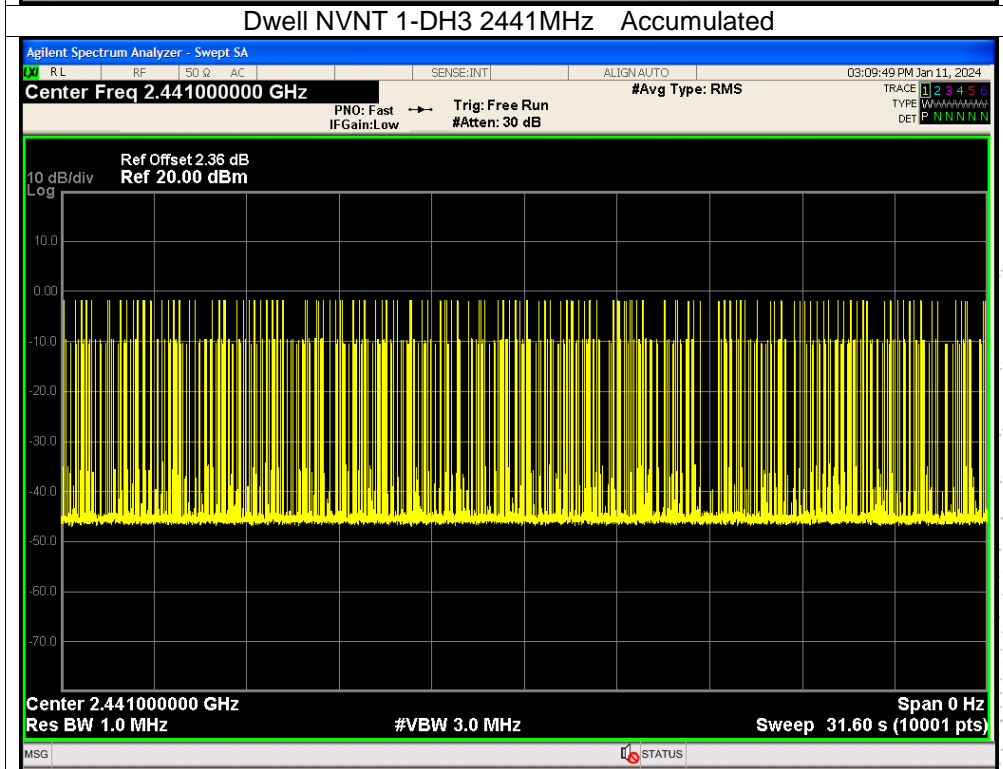 Dwell NVNT 1-DH3 2441MHz Accumulated
Agilent Spectrum Analyzer - Swept SA
LXI RL RF 50 Ω AC SENSE:INT ALIGN AUTO 03:09:49 PM Jan 11, 2024
Center Freq 2.441000000 GHz #Avg Type: RMS TRACE 1 2 3 4 5 6
PNO: Fast Trig: Free Run TYPE
IFGain:Low #Atten: 30 dB DET P N N N N N
Ref Offset 2.36 dB
10 dB/div Ref 20.00 dBm
Log
10.0
0.00
-10.0
-20.0
-30.0
-40.0
-50.0
-60.0
-70.0
Center 2.441000000 GHz Span 0 Hz
Res BW 1.0 MHz #VBW 3.0 MHz Sweep 31.60 s (10001 pts)
MSG STATUS